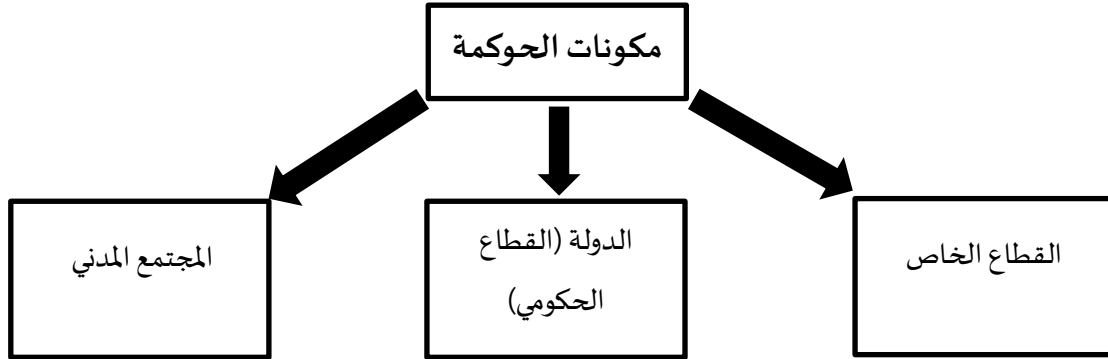 مكونات الحوكمة
القطاع الخاص
الدولة (القطاع
الحكومي)
المجتمع المدني